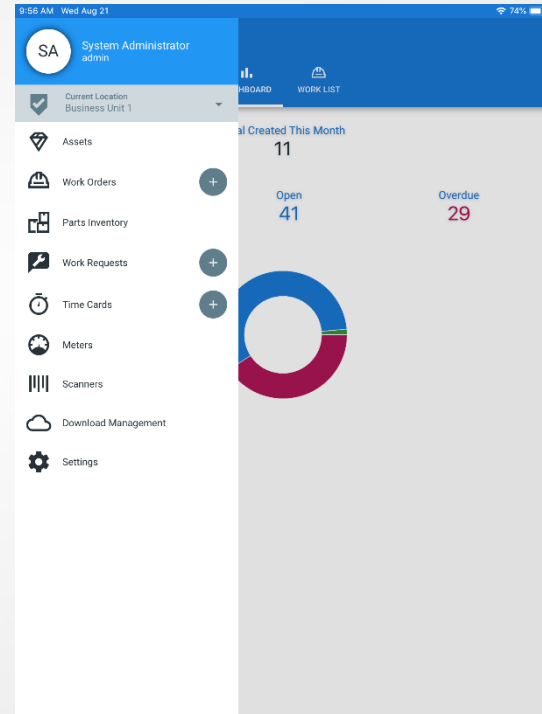 9:56 AM Wed Aug 21
74%
SA
System Administrator
admin
Current Location
Business Unit 1
Assets
Work Orders
+
Parts Inventory
Work Requests
+
Time Cards
+
Meters
Scanners
Download Management
Settings
HBOARD
WORK LIST
al Created This Month
11
Open
41
Overdue
29